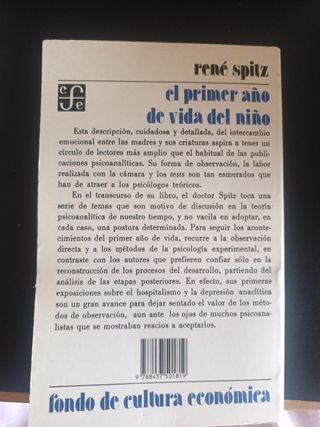 rené spitz
cfe
el primer año
de vida del niño
Esta descripción, cuidadosa y detallada, del intercambio
emocional entre las madres y sus criaturas aspira a tener un
círculo de lectores más amplio que el habitual de las publi-
caciones psicoanalíticas. Su forma de observación, la labor
realizada con la cámara y los tests son tan esmerados que
han de atraer a los psicólogos teóricos.
En el transcurso de su libro, el doctor Spitz toca una
serie de temas que son motivo de discusión en la teoría
psicoanalítica de nuestro tiempo, y no vacila en adoptar, en
cada caso, una postura determinada. Para seguir los aconte-
cimientos del primer año de vida, recurre a la observación
directa y a los métodos de la psicología experimental, en
contraste con los autores que prefieren confiar sólo en la
reconstrucción de los procesos del desarrollo, partiendo del
análisis de las etapas posteriores. En efecto, sus primeras
exposiciones sobre el hospitalismo y la depresión anaclítica
son un gran avance para dejar sentado el valor de los méto-
dos de observación, aun ante los ojos de muchos psicoana-
listas que se mostraban reacios a aceptarlos.
9 788437 501819
fondo de cultura económica